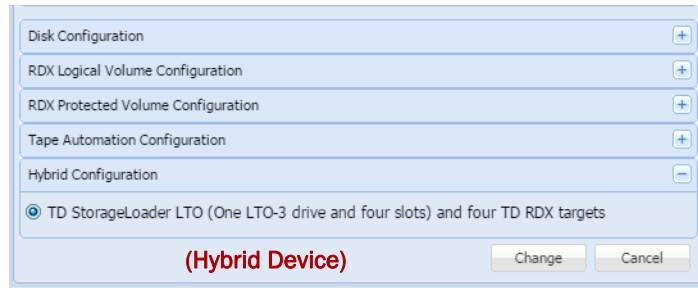 Disk Configuration
RDX Logical Volume Configuration
RDX Protected Volume Configuration
Tape Automation Configuration
Hybrid Configuration
TD StorageLoader LTO (One LTO-3 drive and four slots) and four TD RDX targets
(Hybrid Device) Change Cancel